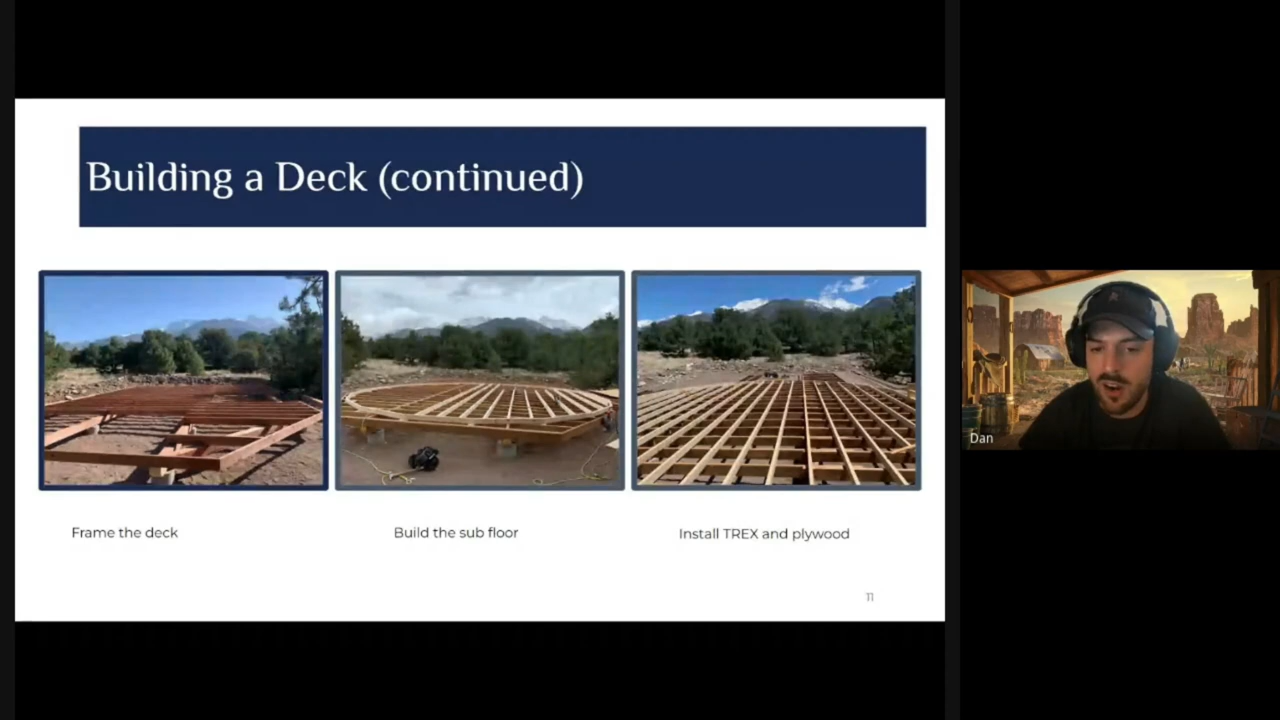 Building a Deck (continued)
Frame the deck
Build the sub floor
Install TREX and plywood
11
Dan